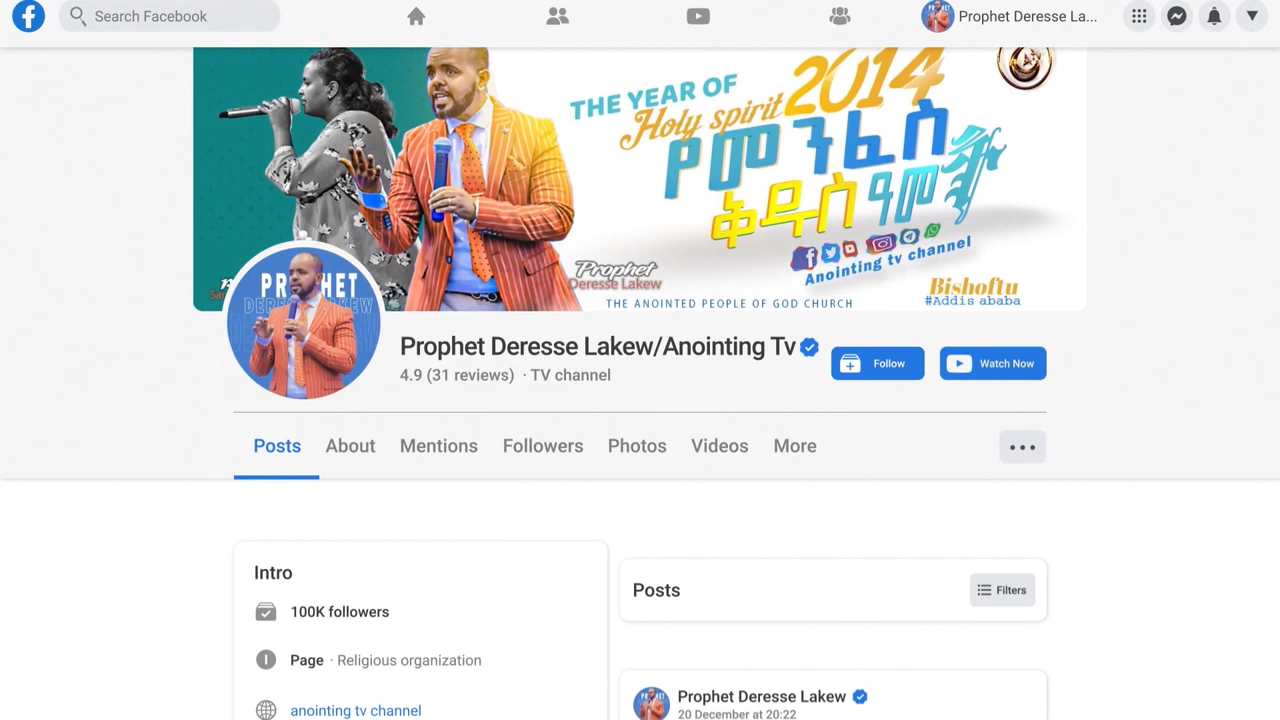 Search Facebook
Prophet Deresse La...
THE YEAR OF
Holy spirit 2014
የመንፈስ
ቅዱስ ዓመት
Anointing tv channel
Prophet
Deresse Lakew
Bishoftu
#Addis ababa
THE ANOINTED PEOPLE OF GOD CHURCH
PROPHET
DERESSE LAKEW
Prophet Deresse Lakew/Anointing Tv
4.9 (31 reviews) · TV channel
Follow
Watch Now
Posts
About
Mentions
Followers
Photos
Videos
More
Intro
100K followers
Page · Religious organization
anointing tv channel
Posts
Filters
Prophet Deresse Lakew
20 December at 20:22